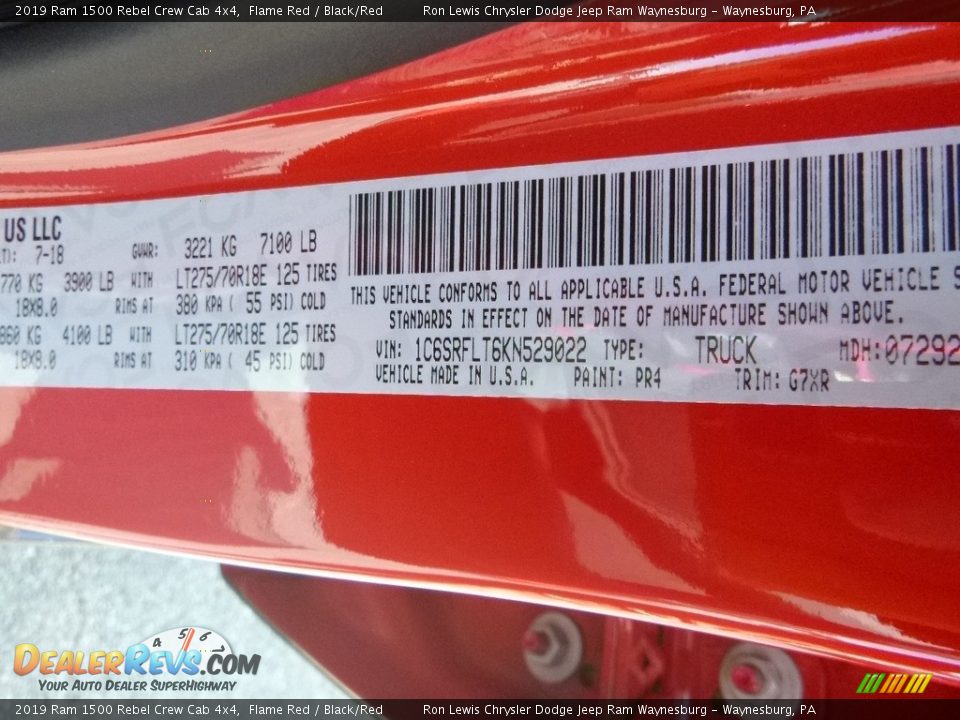 2019 Ram 1500 Rebel Crew Cab 4x4, Flame Red / Black/Red Ron Lewis Chrysler Dodge Jeep Ram Waynesburg - Waynesburg, PA
US LLC
7-18 GVWR: 3221 KG 7100 LB
770 KG 3900 LB WITH LT275/70R18E 125 TIRES
18X8.0 RIMS AT 380 KPA ( 55 PSI) COLD
860 KG 4100 LB WITH LT275/70R18E 125 TIRES
18X8.0 RIMS AT 310 KPA ( 45 PSI) COLD
THIS VEHICLE CONFORMS TO ALL APPLICABLE U.S.A. FEDERAL MOTOR VEHICLE S
STANDARDS IN EFFECT ON THE DATE OF MANUFACTURE SHOWN ABOVE.
VIN: 1C6SRFLT6KN529022 TYPE: TRUCK MDH:07292
VEHICLE MADE IN U.S.A. PAINT: PR4 TRIM: G7XR
4 5 6
DEALERREVS.COM
YOUR AUTO DEALER SUPERHIGHWAY
2019 Ram 1500 Rebel Crew Cab 4x4, Flame Red / Black/Red Ron Lewis Chrysler Dodge Jeep Ram Waynesburg - Waynesburg, PA